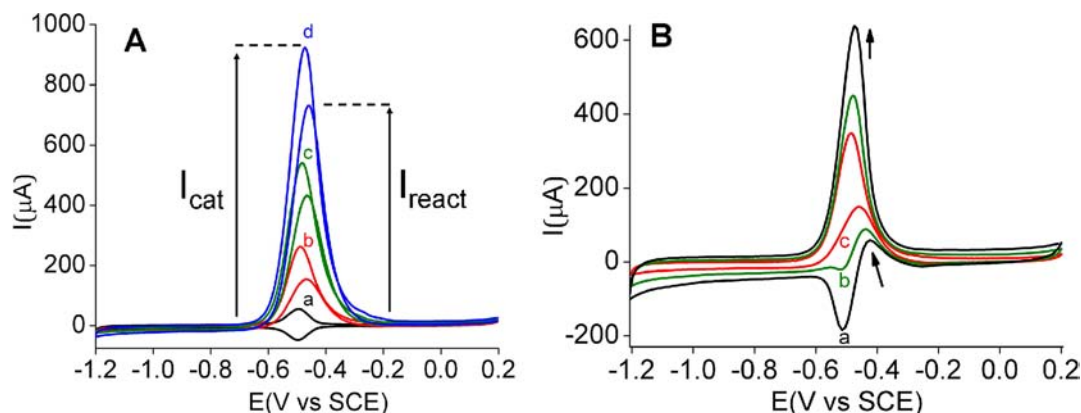 A
I(μA)
1000
800
600
400
200
0
d
c
b
a
I_cat
I_react
-1.2 -1.0 -0.8 -0.6 -0.4 -0.2 0.0 0.2
E(V vs SCE)
B
I(μA)
600
400
200
0
-200
c
b
a
-1.2 -1.0 -0.8 -0.6 -0.4 -0.2 0.0 0.2
E(V vs SCE)